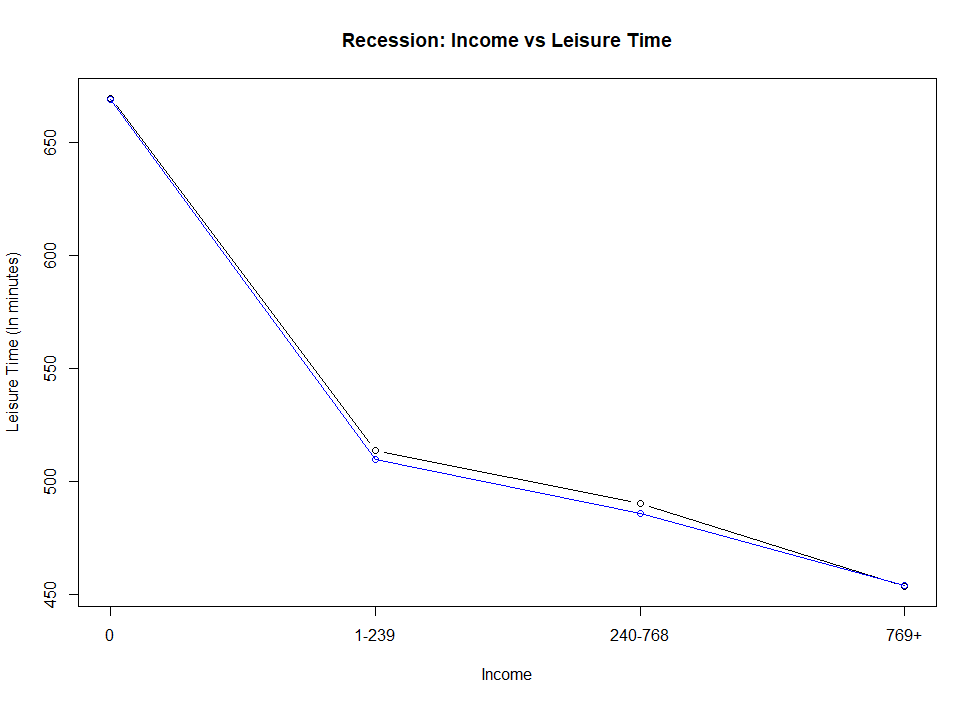 Recession: Income vs Leisure Time
Leisure Time (In minutes)
650
600
550
500
450
0 1-239 240-768 769+
Income